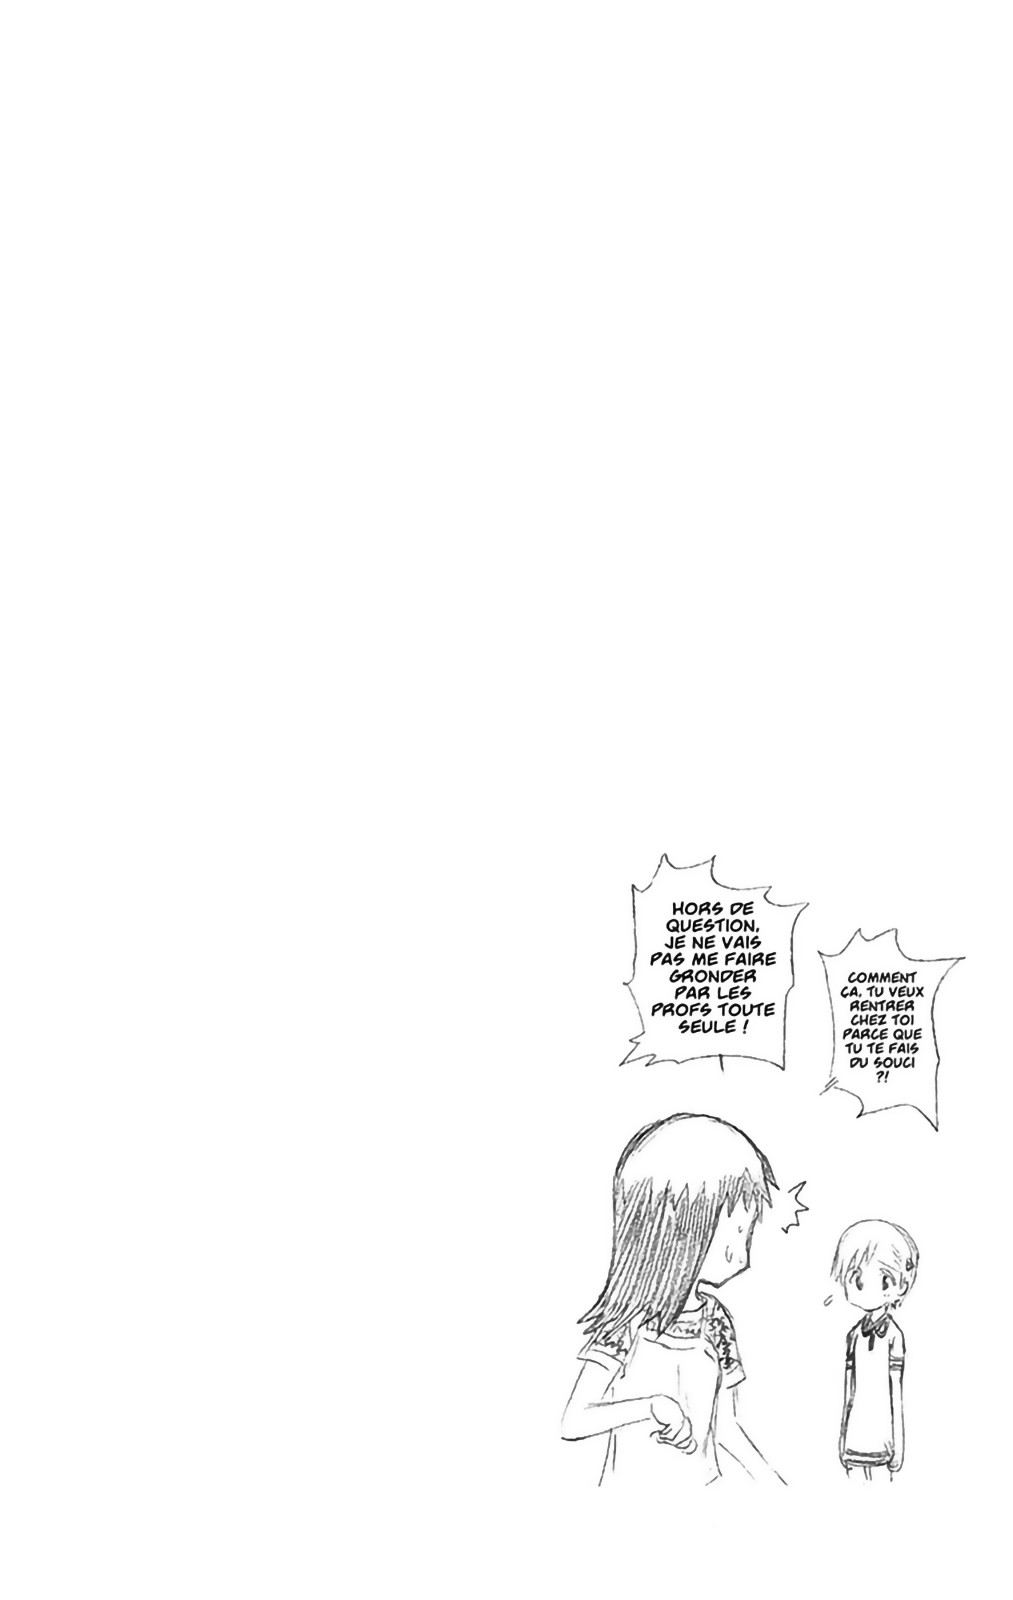 COMMENT
ÇA, TU VEUX
RENTRER
CHEZ TOI
PARCE QUE
TU TE FAIS
DU SOUCI
?!
HORS DE
QUESTION,
JE NE VAIS
PAS ME FAIRE
GRONDER
PAR LES
PROFS TOUTE
SEULE !